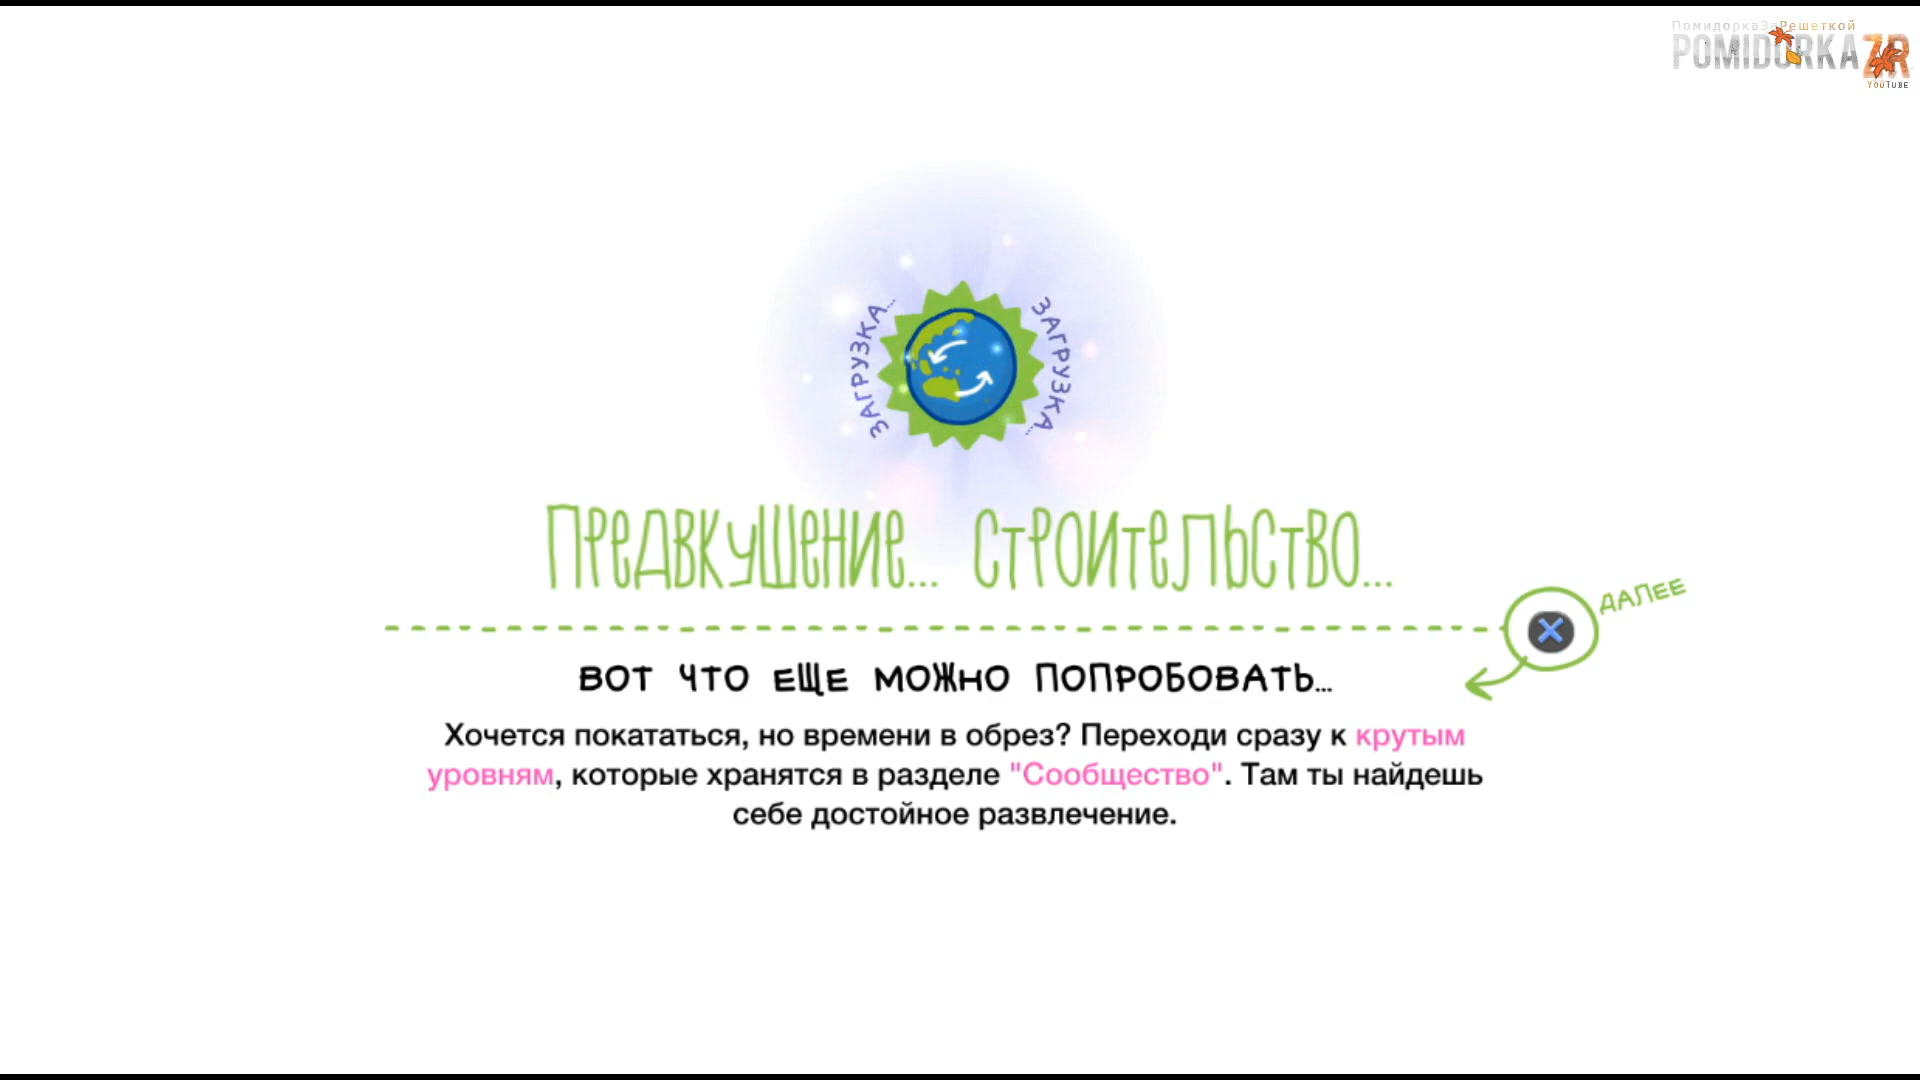 ПомидоркаЗаРешеткой
POMIDORKAZR
YOUTUBE
ЗАГРУЗКА...
ЗАГРУЗКА...
Предвкушение... строительство...
ДАЛЕЕ
ВОТ ЧТО ЕЩЕ МОЖНО ПОПРОБОВАТЬ...
Хочется покататься, но времени в обрез? Переходи сразу к крутым
уровням, которые хранятся в разделе "Сообщество". Там ты найдешь
себе достойное развлечение.